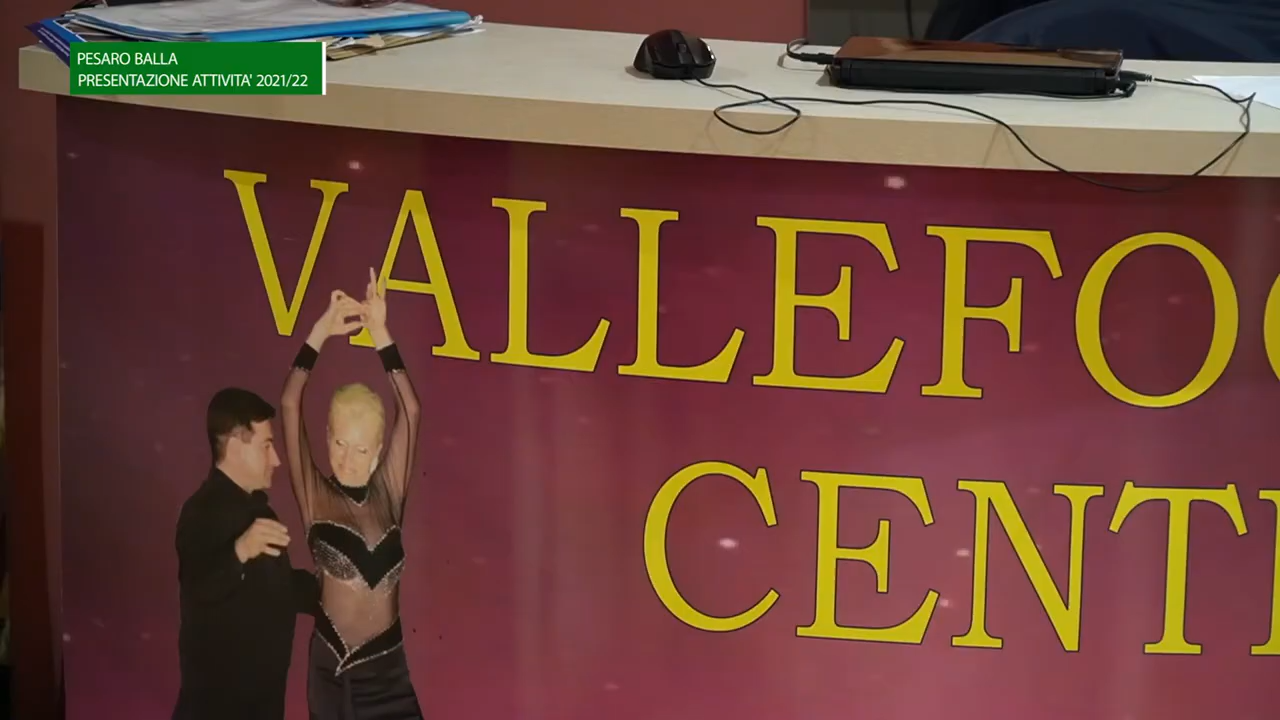 PESARO BALLA
PRESENTAZIONE ATTIVITA' 2021/22
VALLEFO
CENT